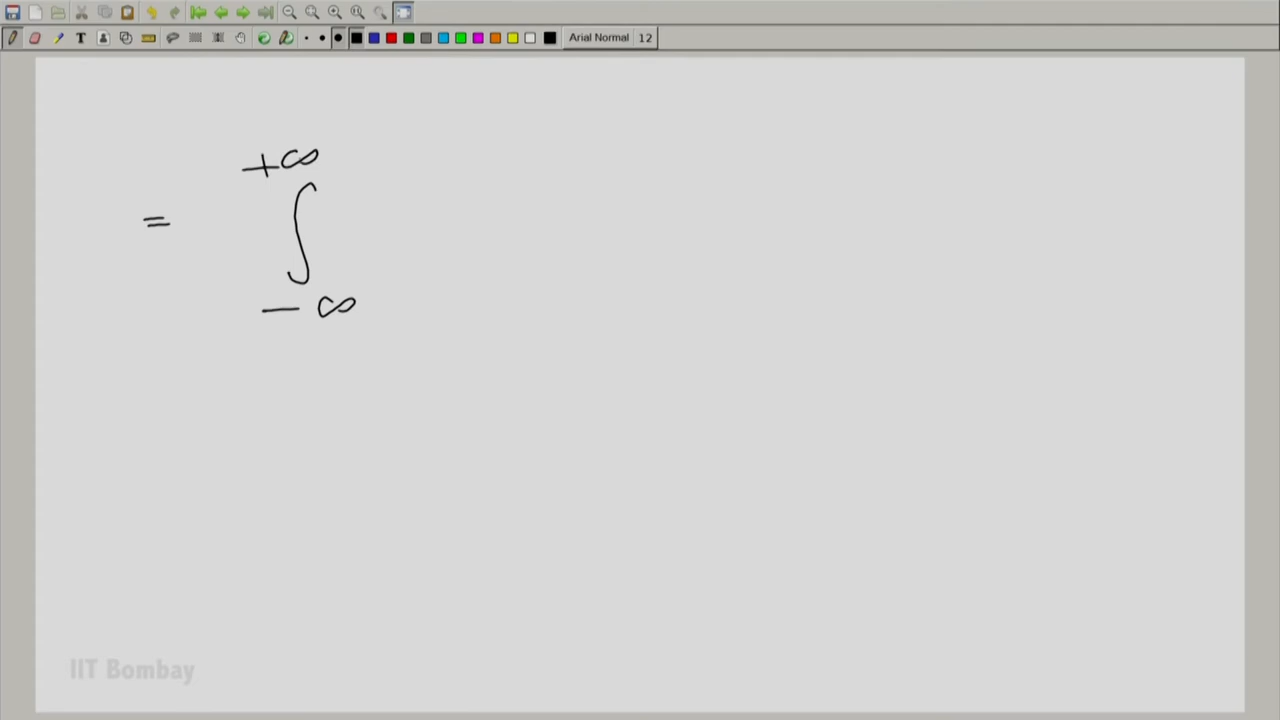 Arial Normal 12
+∞
= ∫
− ∞
IIT Bombay